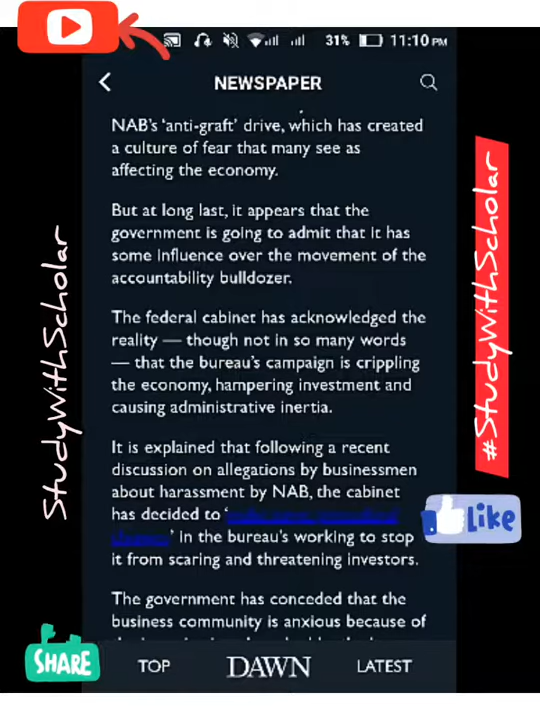 31% 11:10 PM
NEWSPAPER
NAB's 'anti-graft' drive, which has created
a culture of fear that many see as
affecting the economy.
But at long last, it appears that the
government is going to admit that it has
some influence over the movement of the
accountability bulldozer.
The federal cabinet has acknowledged the
reality — though not in so many words
— that the bureau's campaign is crippling
the economy, hampering investment and
causing administrative inertia.
It is explained that following a recent
discussion on allegations by businessmen
about harassment by NAB, the cabinet
has decided to '
' in the bureau's working to stop
it from scaring and threatening investors.
The government has conceded that the
business community is anxious because of
TOP DAWN LATEST
StudyWithScholar
#StudyWithScholar
Like
SHARE